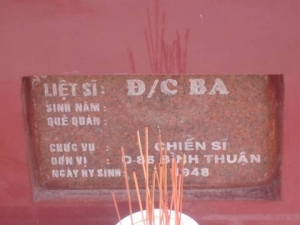 LIỆT SĨ : Đ/C BA
SINH NĂM :
QUÊ QUÁN :
CHỨC VỤ : CHIẾN SĨ
ĐƠN VỊ : BÌNH THUẬN
NGÀY HY SINH 1948